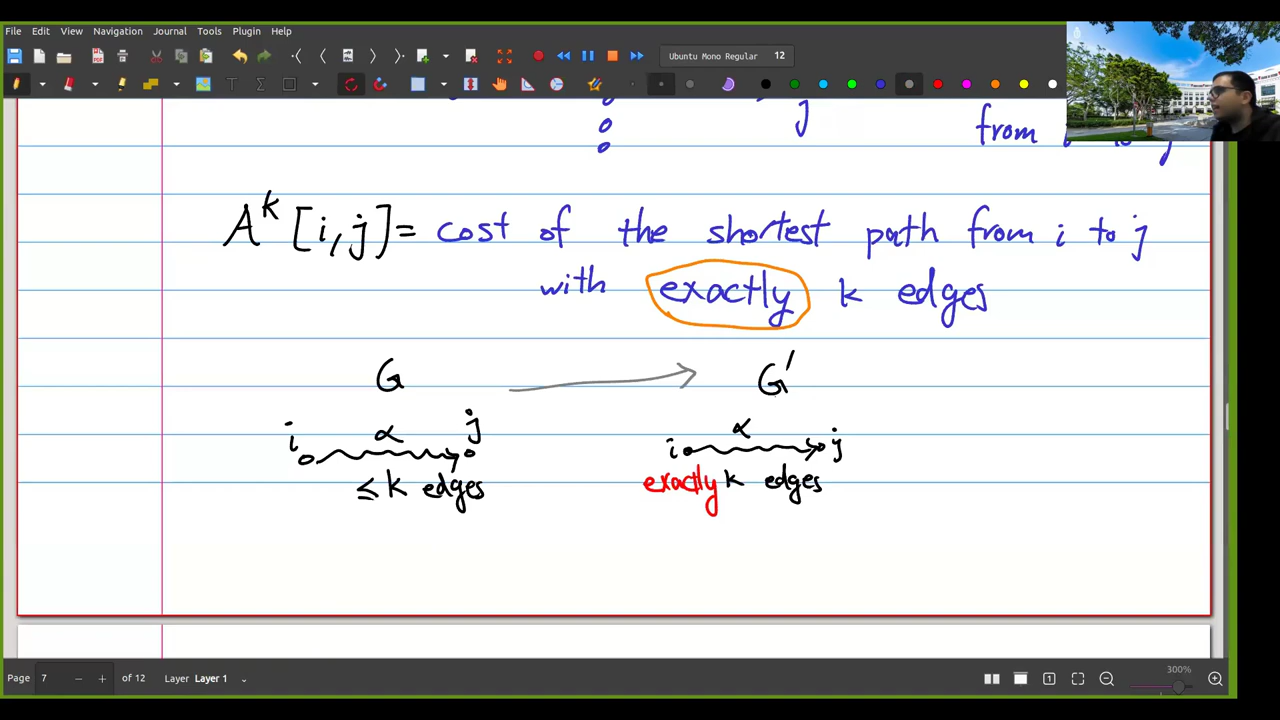 File Edit View Navigation Journal Tools Plugin Help
Ubuntu Mono Regular 12
j
from
A^k [i,j] = cost of the shortest path from i to j
with exactly k edges
G G'
i α j i α j
≤ k edges exactly k edges
Page 7 of 12 Layer Layer 1 300%